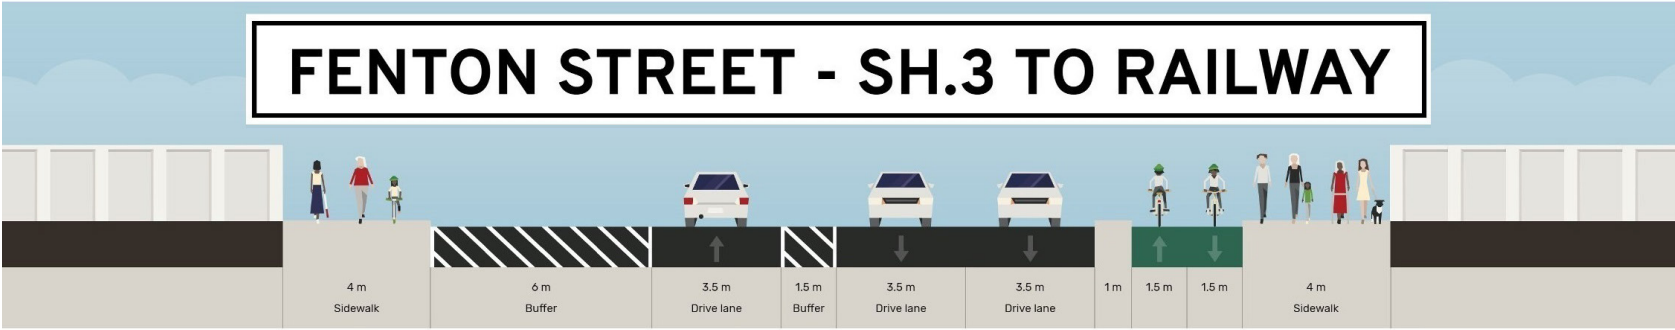 FENTON STREET - SH.3 TO RAILWAY
4 m 6 m 3.5 m 1.5 m 3.5 m 3.5 m 1 m 1.5 m 1.5 m 4 m
Sidewalk Buffer Drive lane Buffer Drive lane Drive lane Sidewalk